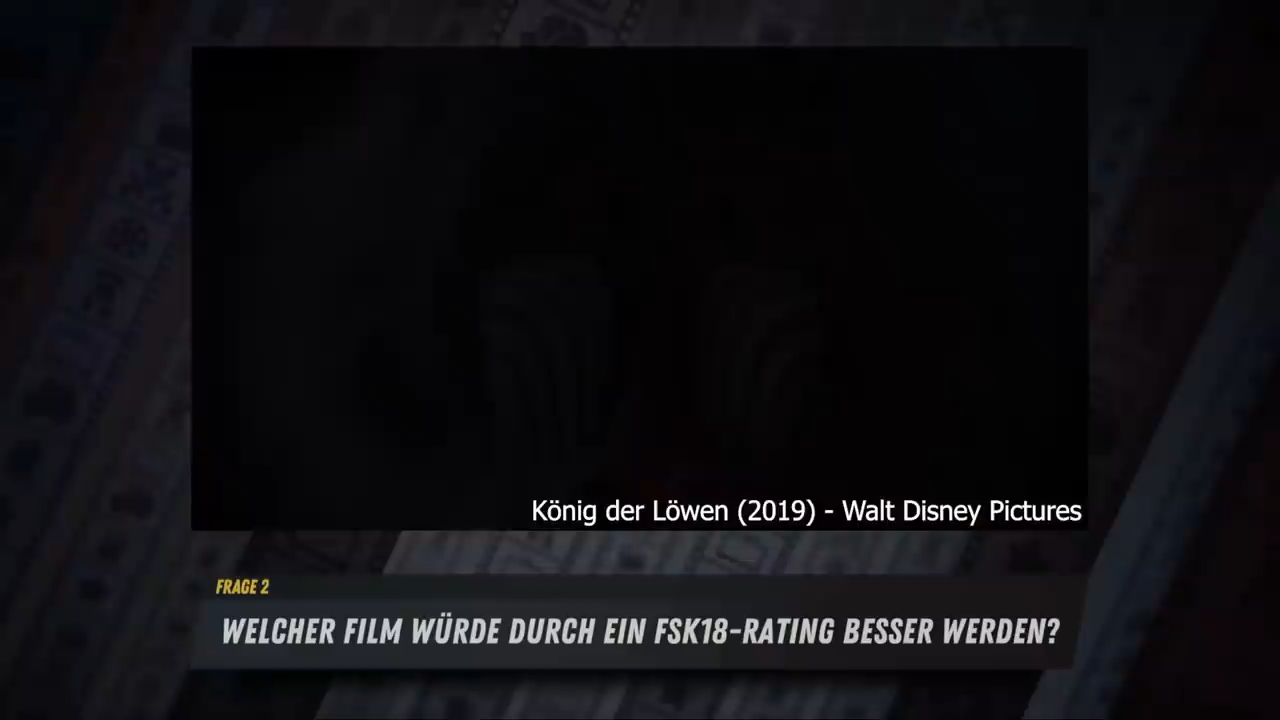 König der Löwen (2019) - Walt Disney Pictures
FRAGE 2
WELCHER FILM WÜRDE DURCH EIN FSK18-RATING BESSER WERDEN?